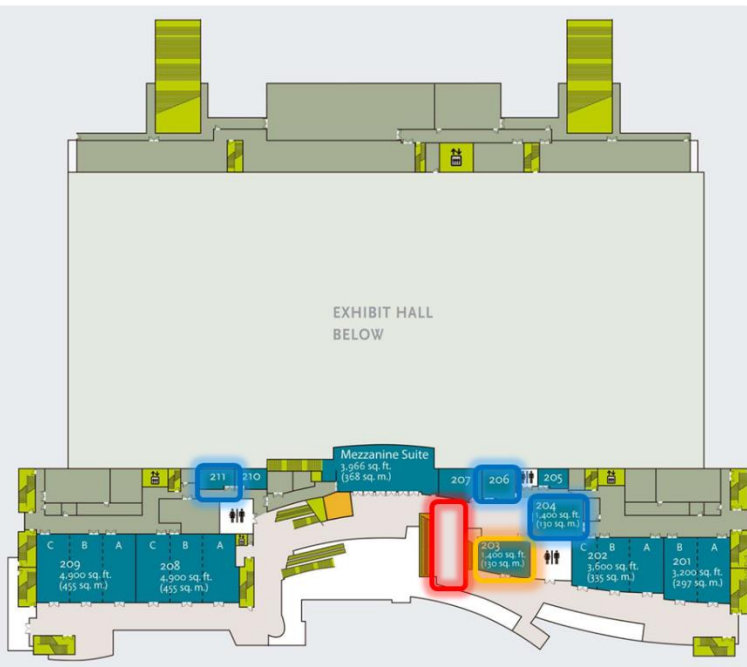 EXHIBIT HALL
BELOW
Mezzanine Suite
3,966 sq. ft.
(368 sq. m.)
211
210
207
206
205
204
1,400 sq. ft.
(130 sq. m.)
C B A
209
4,900 sq. ft.
(455 sq. m.)
C B A
208
4,900 sq. ft.
(455 sq. m.)
203
1,400 sq. ft.
(130 sq. m.)
C B A
202
3,600 sq. ft.
(335 sq. m.)
B A
201
3,200 sq. ft.
(297 sq. m.)